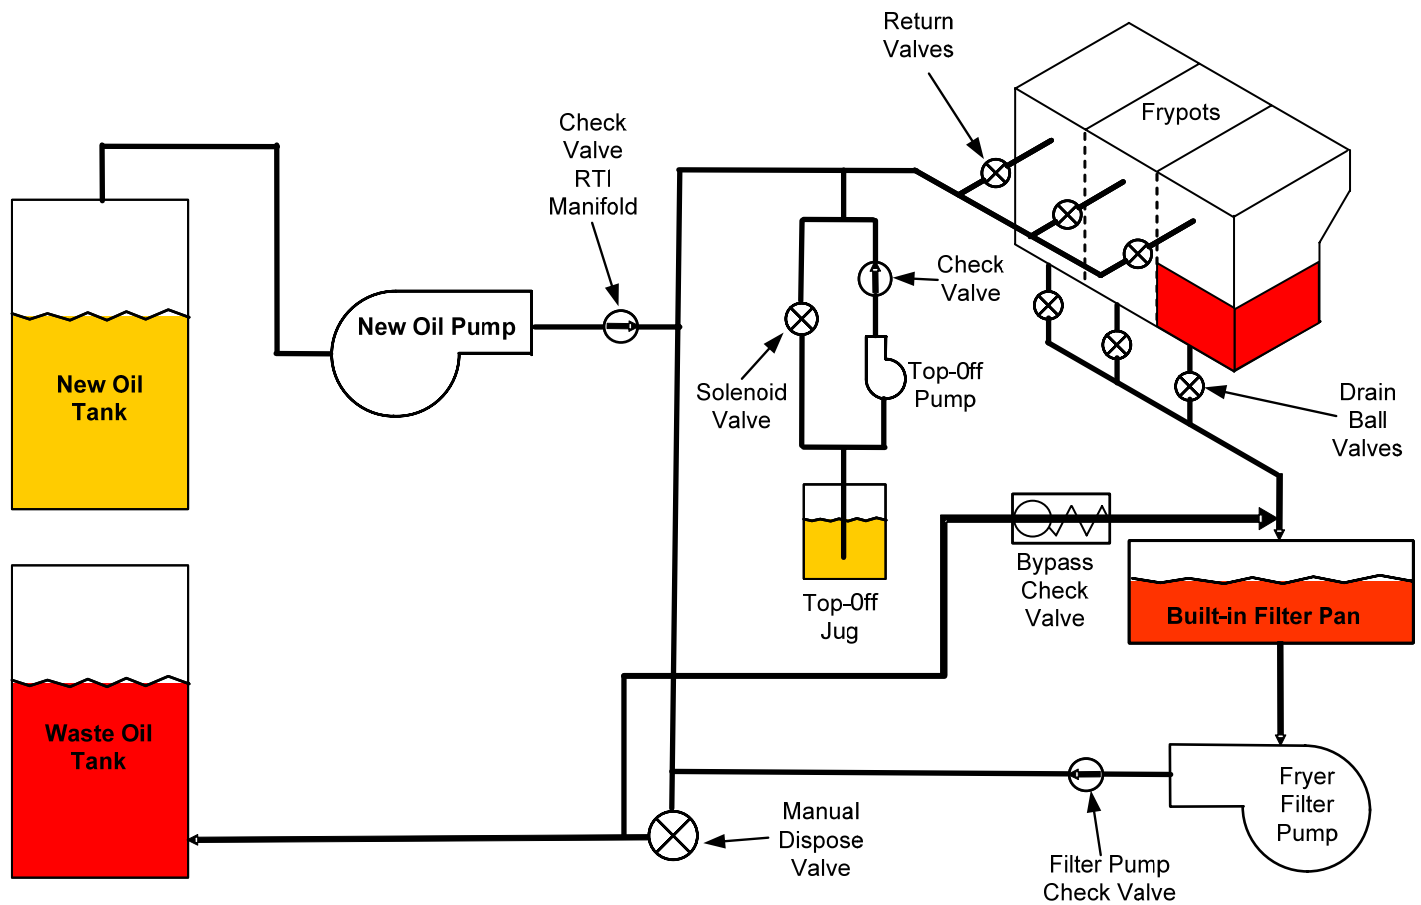 Return
Valves
Frypots
Check
Valve
RTI
Manifold
New Oil Pump
Check
Valve
New Oil
Tank
Solenoid
Valve
Top-Off
Pump
Drain
Ball
Valves
Bypass
Check
Valve
Top-Off
Jug
Built-in Filter Pan
Waste Oil
Tank
Manual
Dispose
Valve
Fryer
Filter
Pump
Filter Pump
Check Valve